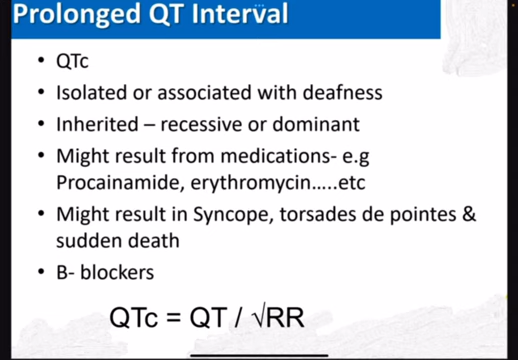 Prolonged QT Interval
• QTc
• Isolated or associated with deafness
• Inherited – recessive or dominant
• Might result from medications- e.g
Procainamide, erythromycin.....etc
• Might result in Syncope, torsades de pointes &
sudden death
• B- blockers
QTc = QT / √RR